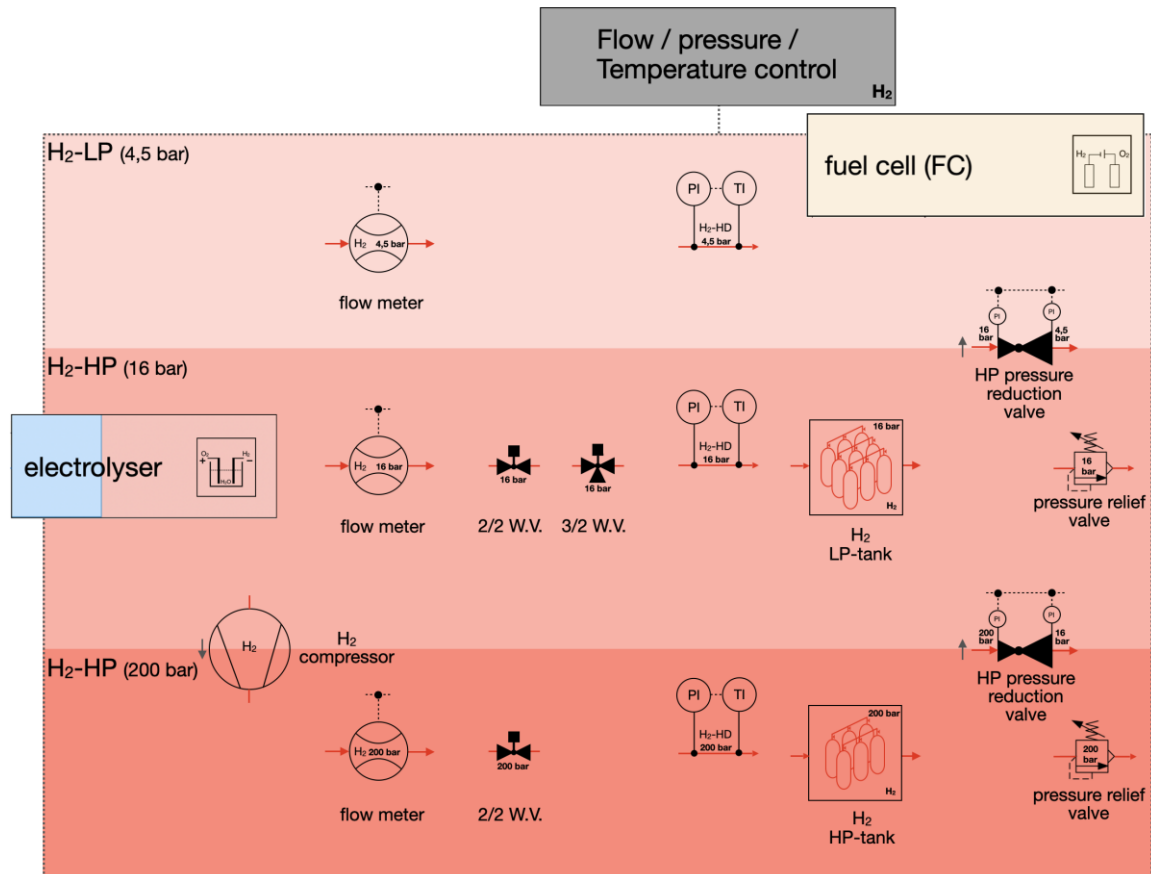 Flow / pressure /
Temperature control
H₂
H₂-LP (4,5 bar)
fuel cell (FC)
H₂ O₂
PI TI
H₂ 4,5 bar
H₂-HD
4,5 bar
flow meter
PI PI
16
bar
4,5
bar
HP pressure
reduction
valve
H₂-HP (16 bar)
electrolyser
O₂ H₂
+ −
H₂O
H₂ 16 bar
flow meter
16 bar
2/2 W.V.
16 bar
3/2 W.V.
PI TI
H₂-HD
16 bar
16 bar
H₂
H₂
LP-tank
16
bar
pressure relief
valve
H₂
H₂
compressor
PI PI
200
bar
16
bar
HP pressure
reduction
valve
H₂-HP (200 bar)
H₂ 200 bar
flow meter
200 bar
2/2 W.V.
PI TI
H₂-HD
200 bar
200 bar
H₂
H₂
HP-tank
200
bar
pressure relief
valve